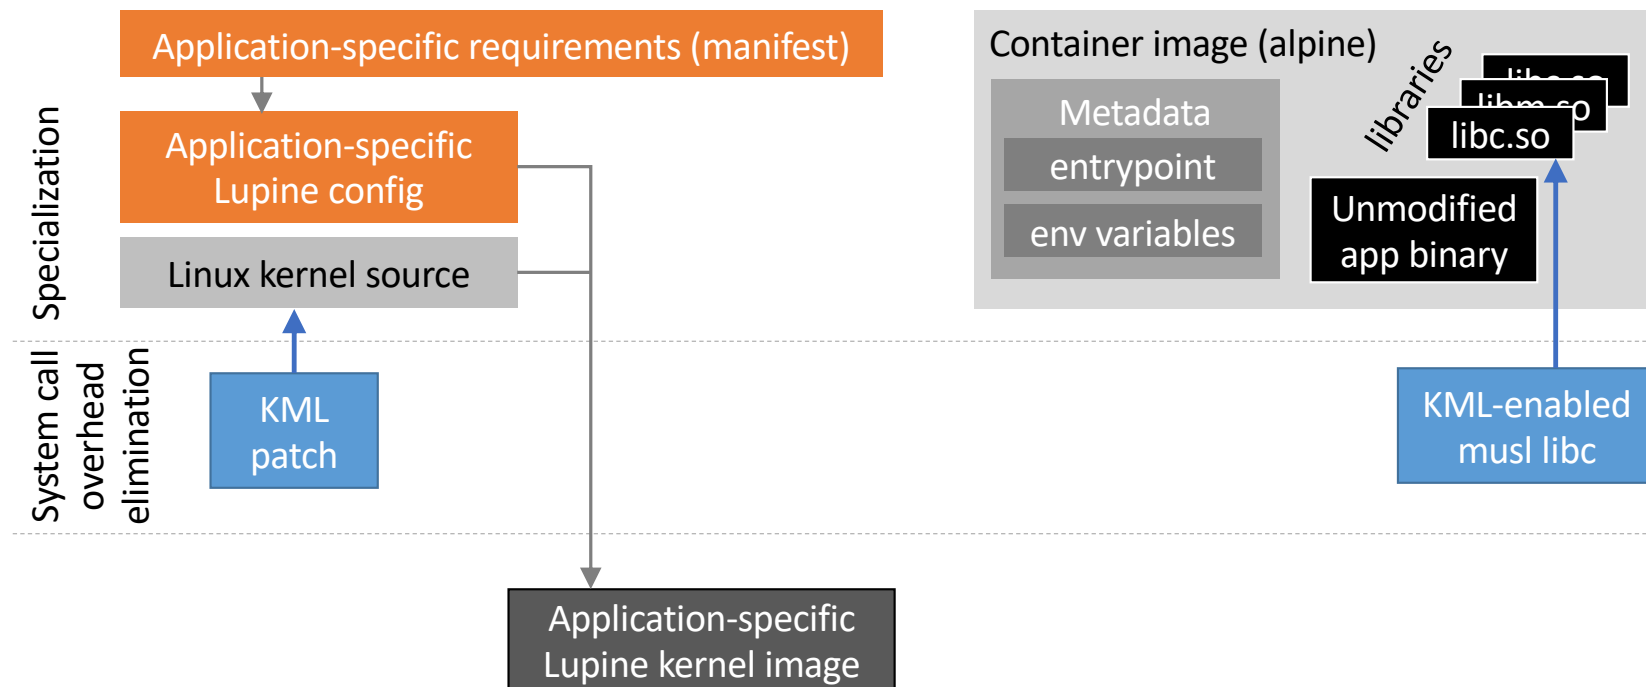 Application-specific requirements (manifest)
Application-specific
Lupine config
Linux kernel source
Specialization
KML
patch
System call
overhead
elimination
Application-specific
Lupine kernel image
Container image (alpine)
Metadata
entrypoint
env variables
libraries
libm.so
libc.so
Unmodified
app binary
KML-enabled
musl libc